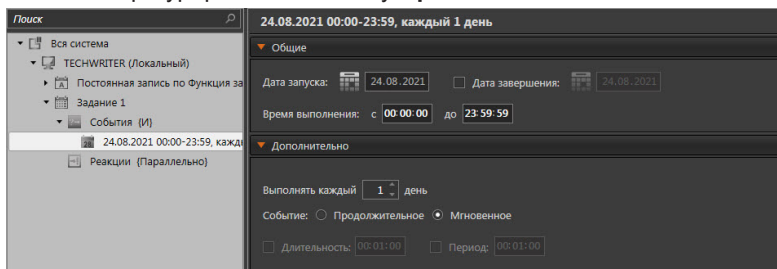 Поиск
Вся система
TECHWRITER (Локальный)
Постоянная запись по Функция за
Задание 1
События (И)
24.08.2021 00:00-23:59, кажд
Реакции (Параллельно)
24.08.2021 00:00-23:59, каждый 1 день
Общие
Дата запуска: 24.08.2021 Дата завершения: 24.08.2021
Время выполнения: с 00:00:00 до 23:59:59
Дополнительно
Выполнять каждый 1 день
Событие: Продолжительное Мгновенное
Длительность: 00:01:00 Период: 00:01:00